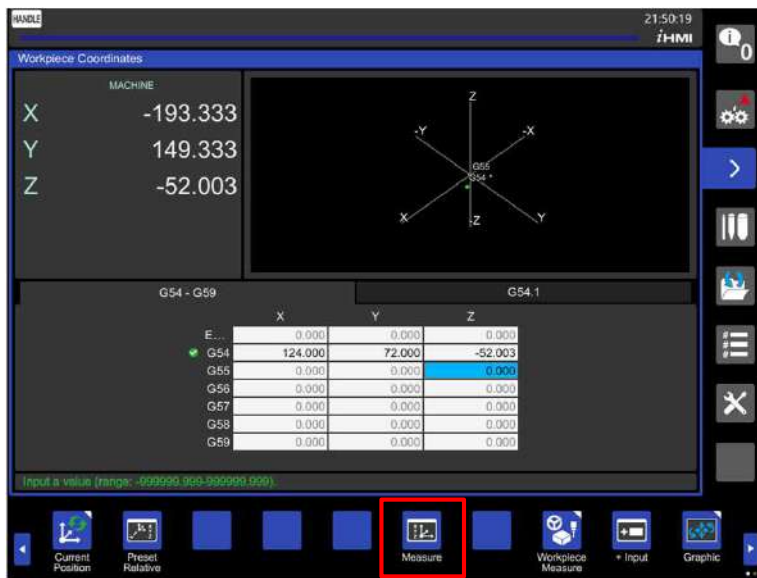 HANDLE
21:50:19
iHMI
0
Workpiece Coordinates
MACHINE
X -193.333
Y 149.333
Z -52.003
Z
-Y -X
G55
G54
X -Z Y
G54 - G59 G54.1
X Y Z
E... 0.000 0.000 0.000
G54 124.000 72.000 -52.003
G55 0.000 0.000 0.000
G56 0.000 0.000 0.000
G57 0.000 0.000 0.000
G58 0.000 0.000 0.000
G59 0.000 0.000 0.000
Input a value (range: -999999.999-999999.999).
Current
Position
Preset
Relative
Measure
Workpiece
Measure
+ Input
Graphic